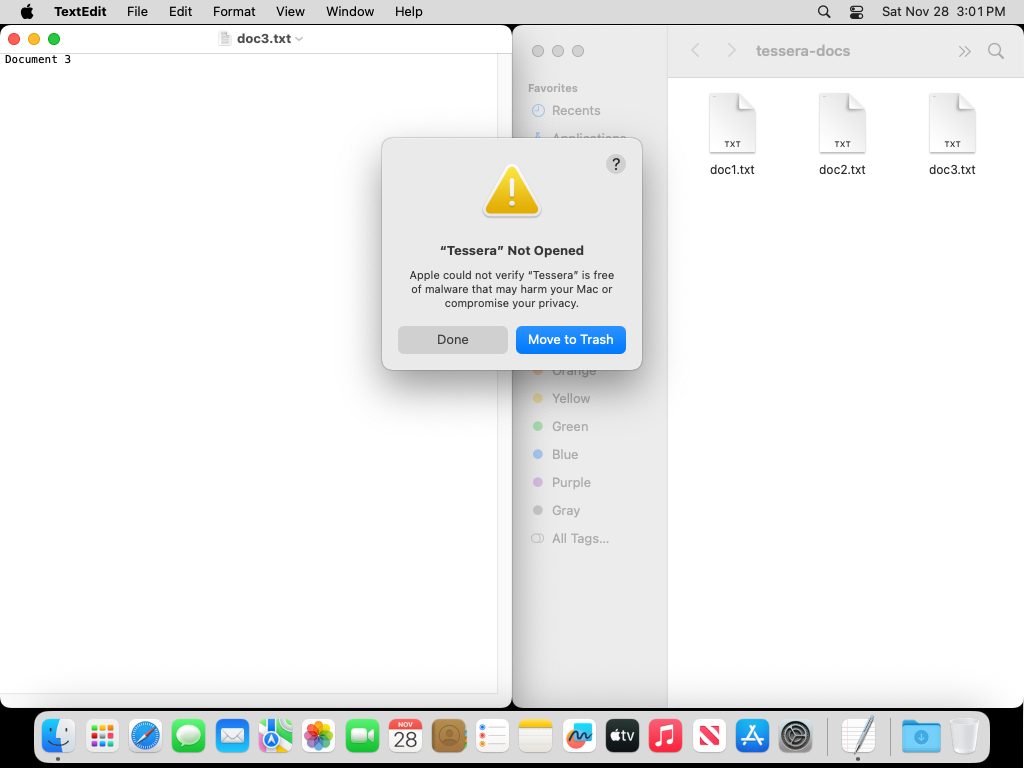 TextEdit File Edit Format View Window Help Sat Nov 28 3:01 PM
doc3.txt
Document 3
tessera-docs
Favorites
Recents
Applications
Orange
Yellow
Green
Blue
Purple
Gray
All Tags...
TXT TXT TXT
doc1.txt doc2.txt doc3.txt
?
“Tessera” Not Opened
Apple could not verify “Tessera” is free
of malware that may harm your Mac or
compromise your privacy.
Done Move to Trash
NOV
28
tv